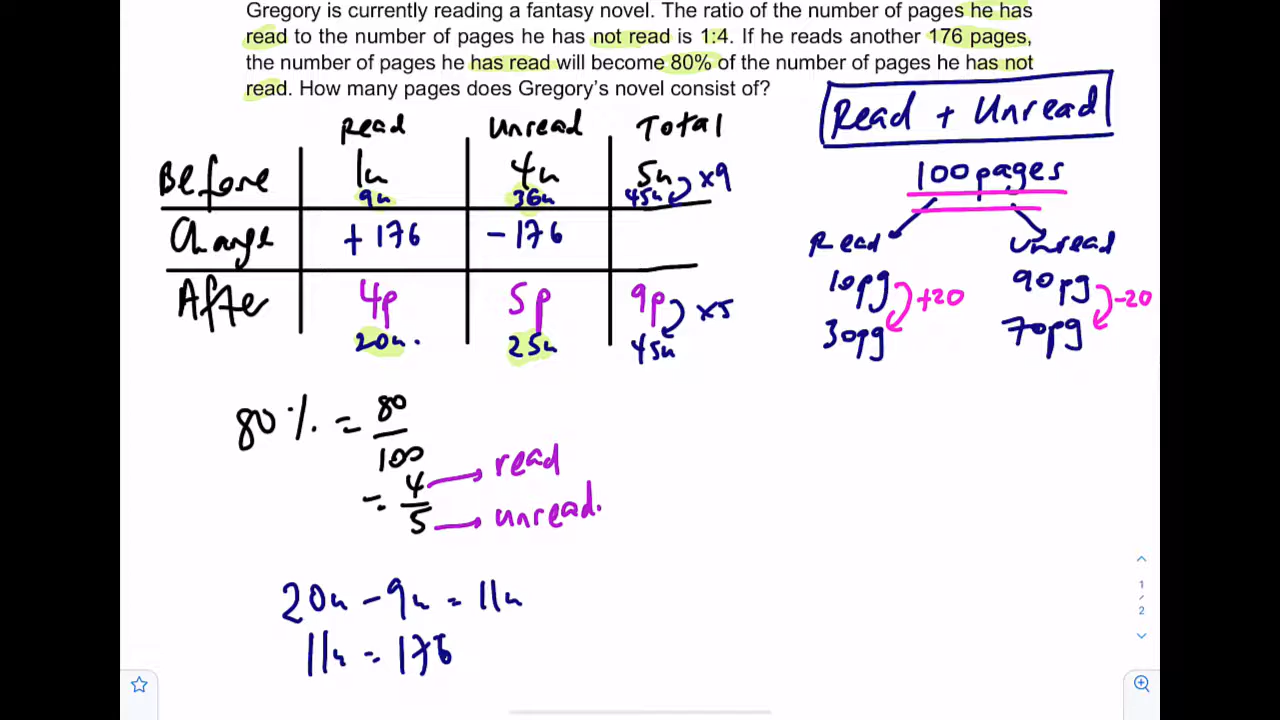 Gregory is currently reading a fantasy novel. The ratio of the number of pages he has
read to the number of pages he has not read is 1:4. If he reads another 176 pages,
the number of pages he has read will become 80% of the number of pages he has not
read. How many pages does Gregory's novel consist of?
Read + Unread
Read Unread Total
Before 1u 4u 5u ×9
9u 36u 45u
Change +176 -176
After 4p 5p 9p ×5
20u. 25u 45u
100pages
Read Unread
10pg +20 90pg -20
30pg 70pg
80% = 80
100
= 4 read
5 unread.
20u - 9u = 11u
11u = 176
1
/
2